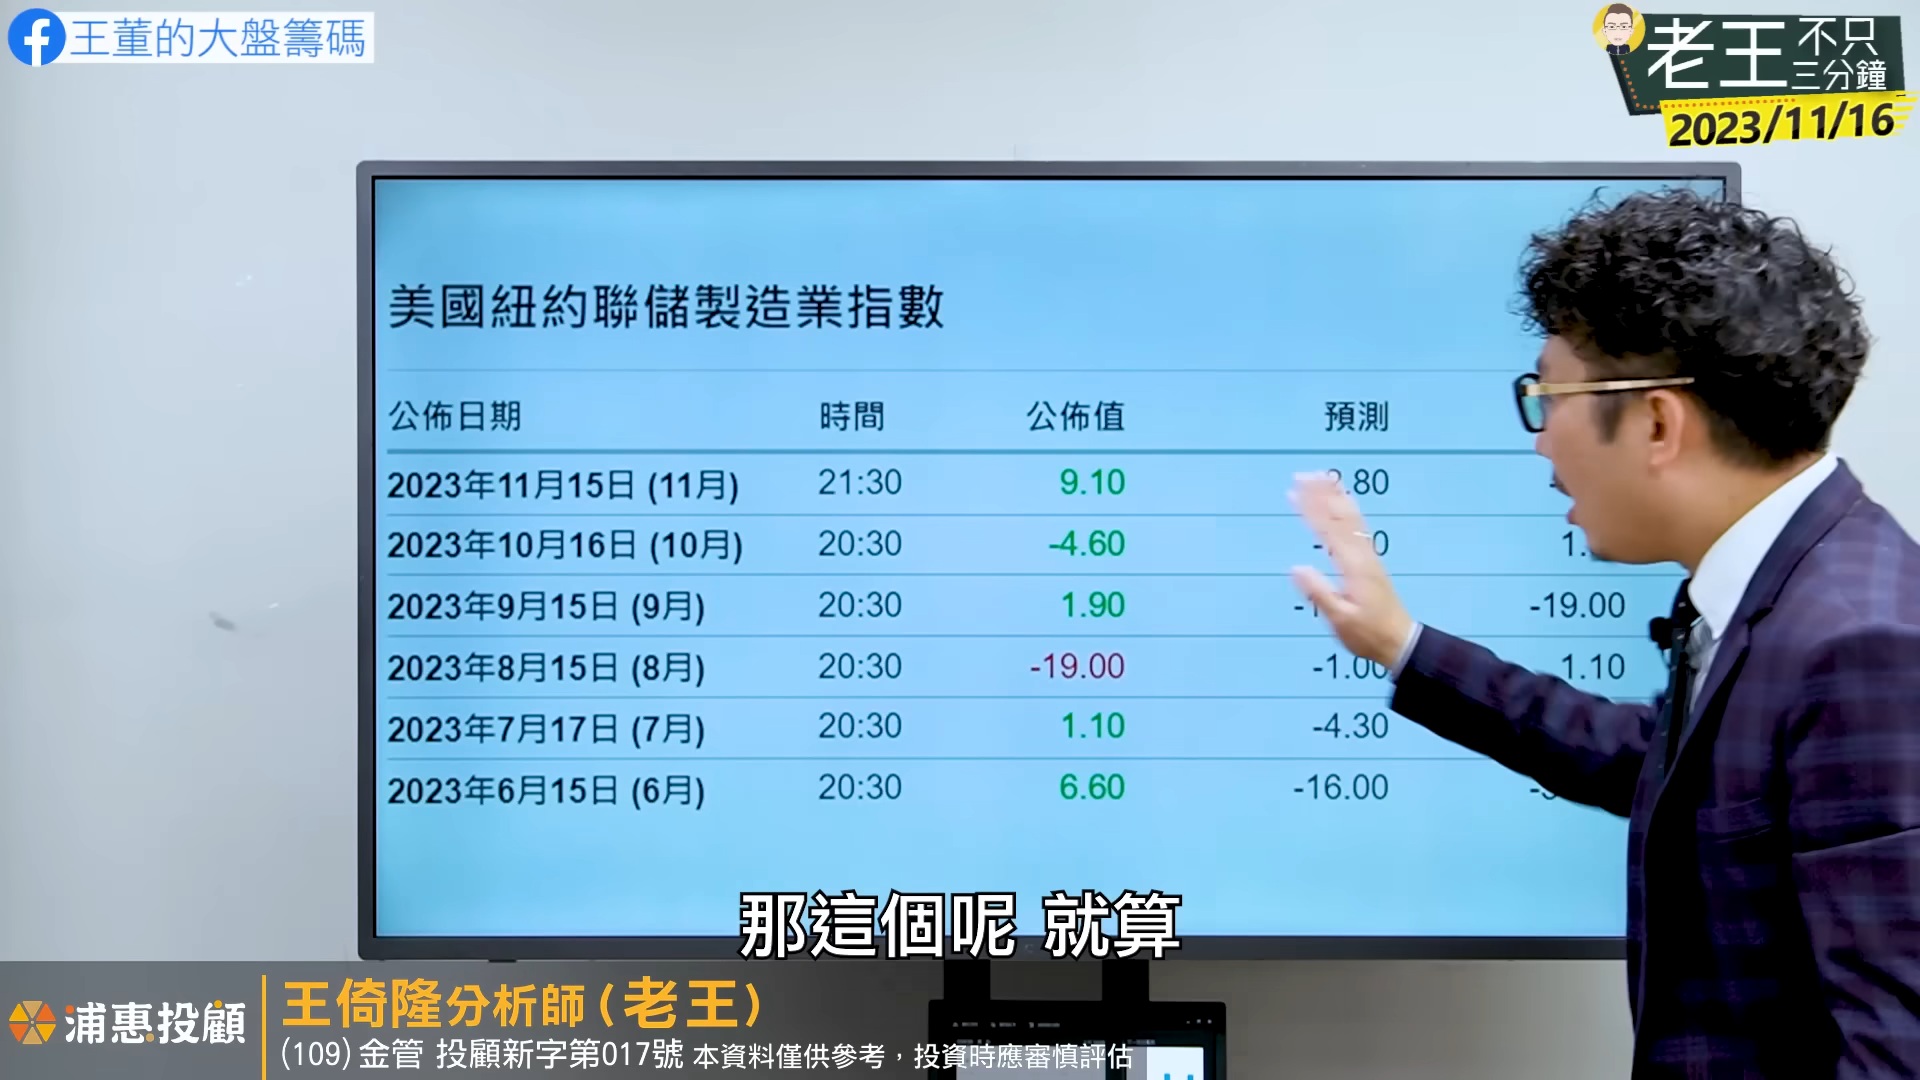 王董的大盤籌碼
老王 不只三分鐘
2023/11/16
美國紐約聯儲製造業指數
公佈日期 時間 公佈值 預測
2023年11月15日 (11月) 21:30 9.10 .80
2023年10月16日 (10月) 20:30 -4.60
2023年9月15日 (9月) 20:30 1.90 -19.00
2023年8月15日 (8月) 20:30 -19.00 -1.00 1.10
2023年7月17日 (7月) 20:30 1.10 -4.30
2023年6月15日 (6月) 20:30 6.60 -16.00
那這個呢 就算
浦惠投顧
王倚隆分析師(老王)
(109)金管 投顧新字第017號 本資料僅供參考，投資時應審慎評估